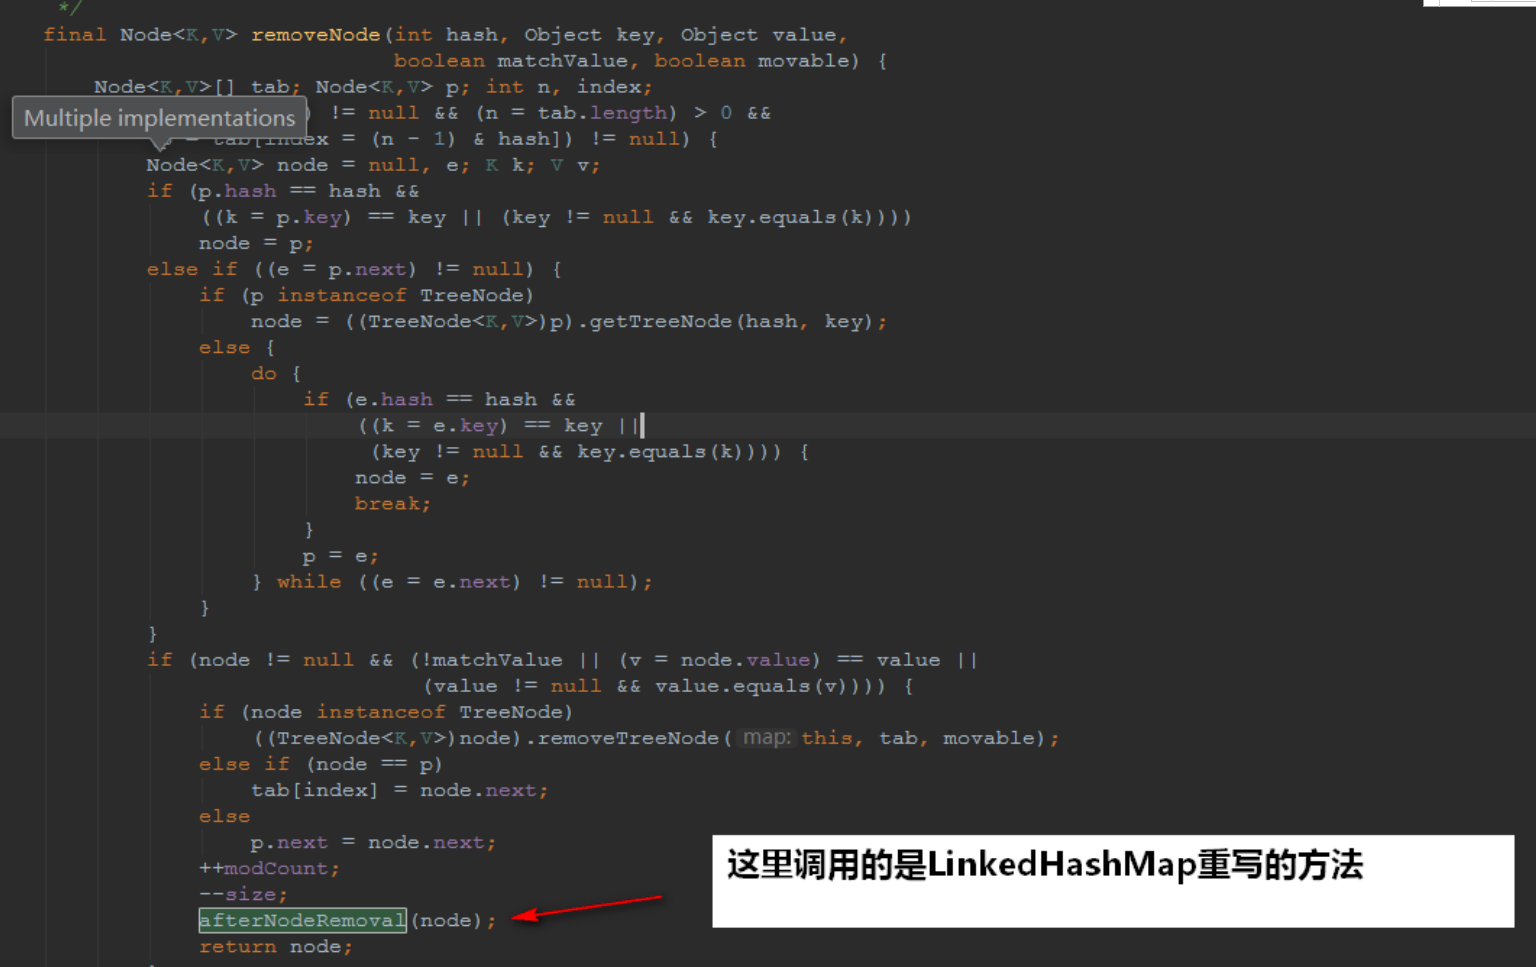 */
final Node<K,V> removeNode(int hash, Object key, Object value,
boolean matchValue, boolean movable) {
Node<K,V>[] tab; Node<K,V> p; int n, index;
Multiple implementations
) != null && (n = tab.length) > 0 &&
= tab[index = (n - 1) & hash]) != null) {
Node<K,V> node = null, e; K k; V v;
if (p.hash == hash &&
((k = p.key) == key || (key != null && key.equals(k))))
node = p;
else if ((e = p.next) != null) {
if (p instanceof TreeNode)
node = ((TreeNode<K,V>)p).getTreeNode(hash, key);
else {
do {
if (e.hash == hash &&
((k = e.key) == key ||
(key != null && key.equals(k)))) {
node = e;
break;
}
p = e;
} while ((e = e.next) != null);
}
}
if (node != null && (!matchValue || (v = node.value) == value ||
(value != null && value.equals(v)))) {
if (node instanceof TreeNode)
((TreeNode<K,V>)node).removeTreeNode( map: this, tab, movable);
else if (node == p)
tab[index] = node.next;
else
p.next = node.next;
++modCount;
--size;
afterNodeRemoval(node);
return node;
这里调用的是LinkedHashMap重写的方法